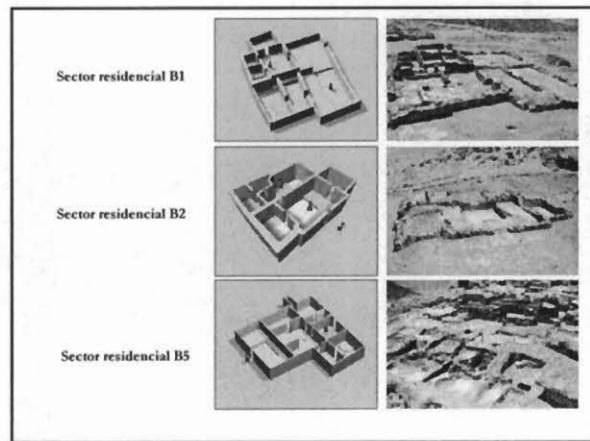 Sector residencial B1
Sector residencial B2
Sector residencial B5